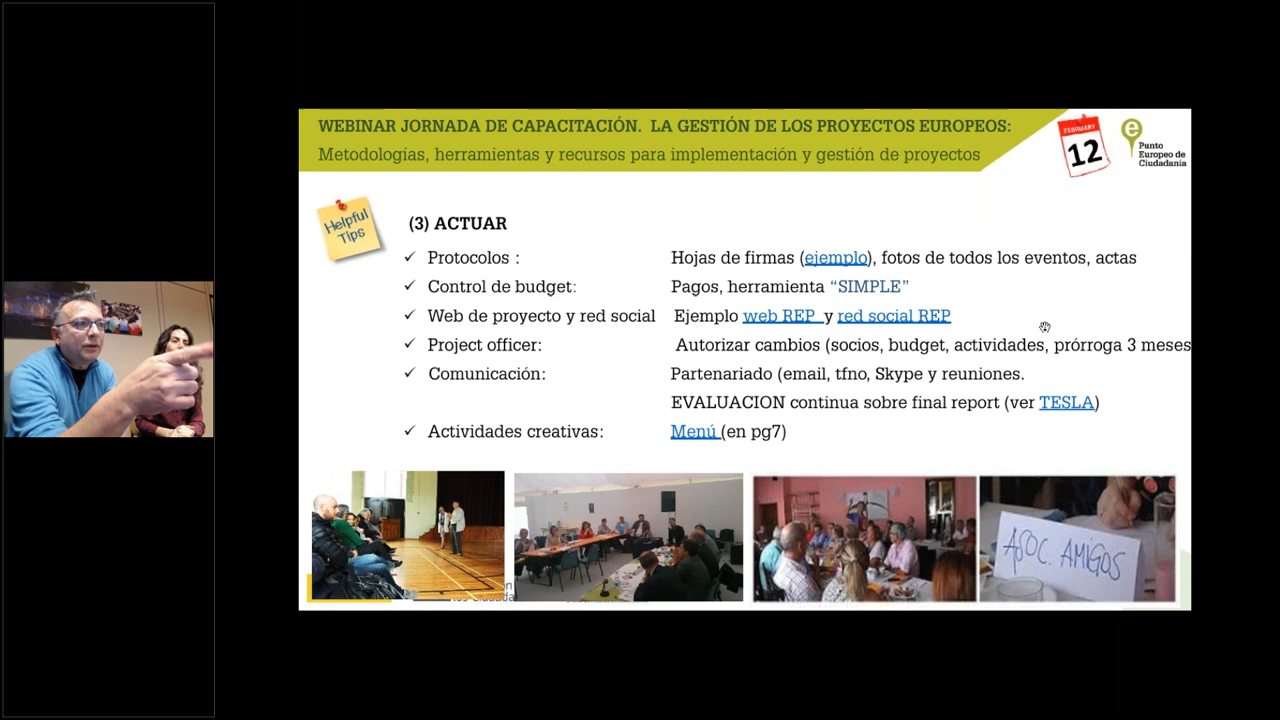 WEBINAR JORNADA DE CAPACITACIÓN. LA GESTIÓN DE LOS PROYECTOS EUROPEOS:
Metodologías, herramientas y recursos para implementación y gestión de proyectos
FEBRUARY
12
e
Punto
Europeo de
Ciudadanía
Helpful
Tips
(3) ACTUAR
✓ Protocolos : Hojas de firmas (ejemplo), fotos de todos los eventos, actas
✓ Control de budget: Pagos, herramienta “SIMPLE”
✓ Web de proyecto y red social Ejemplo web REP y red social REP
✓ Project officer: Autorizar cambios (socios, budget, actividades, prórroga 3 meses
✓ Comunicación: Partenariado (email, tfno, Skype y reuniones.
EVALUACION continua sobre final report (ver TESLA)
✓ Actividades creativas: Menú (en pg7)
ASOC. AMIGOS